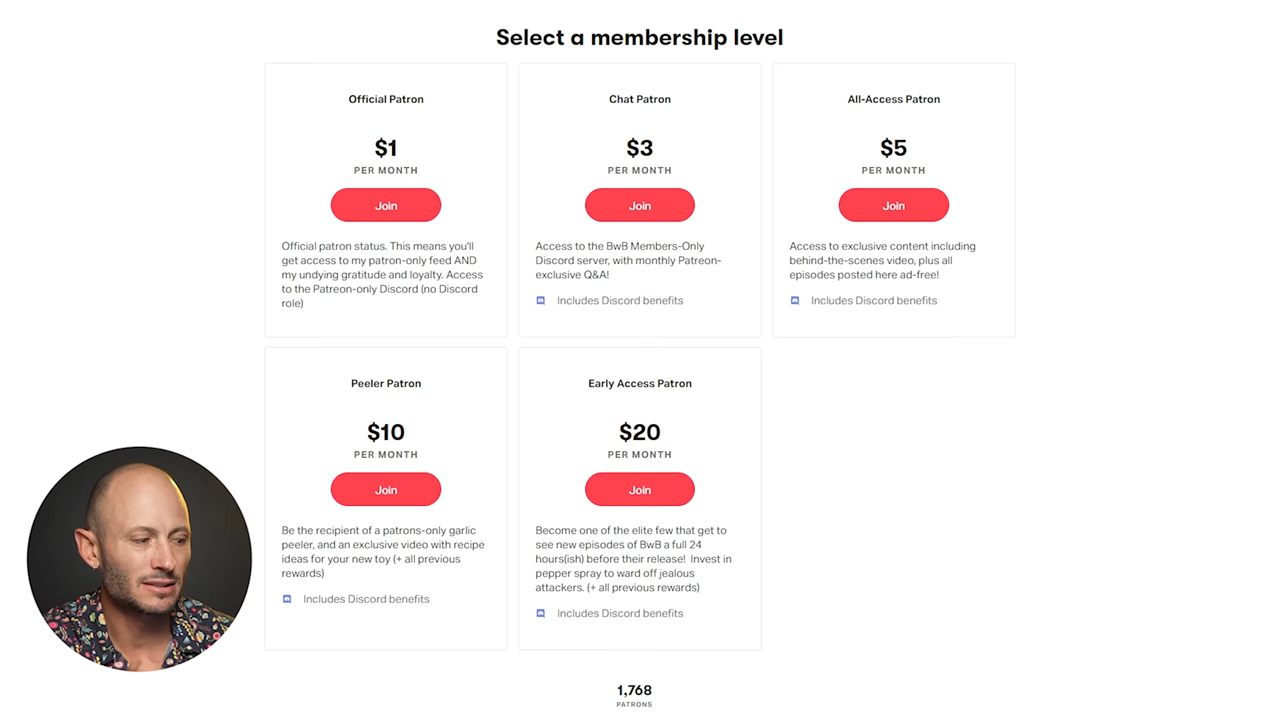 Select a membership level
Official Patron
$1
PER MONTH
Join
Official patron status. This means you'll
get access to my patron-only feed AND
my undying gratitude and loyalty. Access
to the Patreon-only Discord (no Discord
role)
Chat Patron
$3
PER MONTH
Join
Access to the BwB Members-Only
Discord server, with monthly Patreon-
exclusive Q&A!
Includes Discord benefits
All-Access Patron
$5
PER MONTH
Join
Access to exclusive content including
behind-the-scenes video, plus all
episodes posted here ad-free!
Includes Discord benefits
Peeler Patron
$10
PER MONTH
Join
Be the recipient of a patrons-only garlic
peeler, and an exclusive video with recipe
ideas for your new toy (+ all previous
rewards)
Includes Discord benefits
Early Access Patron
$20
PER MONTH
Join
Become one of the elite few that get to
see new episodes of BwB a full 24
hours(ish) before their release! Invest in
pepper spray to ward off jealous
attackers. (+ all previous rewards)
Includes Discord benefits
1,768
PATRONS